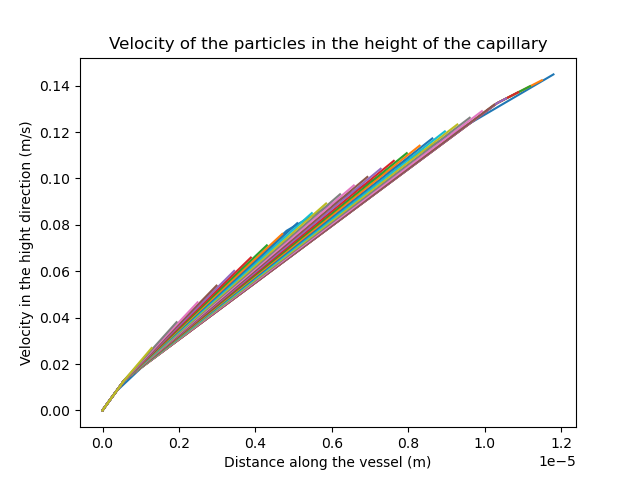 Velocity of the particles in the height of the capillary
Velocity in the hight direction (m/s)
0.14
0.12
0.10
0.08
0.06
0.04
0.02
0.00
0.0 0.2 0.4 0.6 0.8 1.0 1.2
1e−5
Distance along the vessel (m)